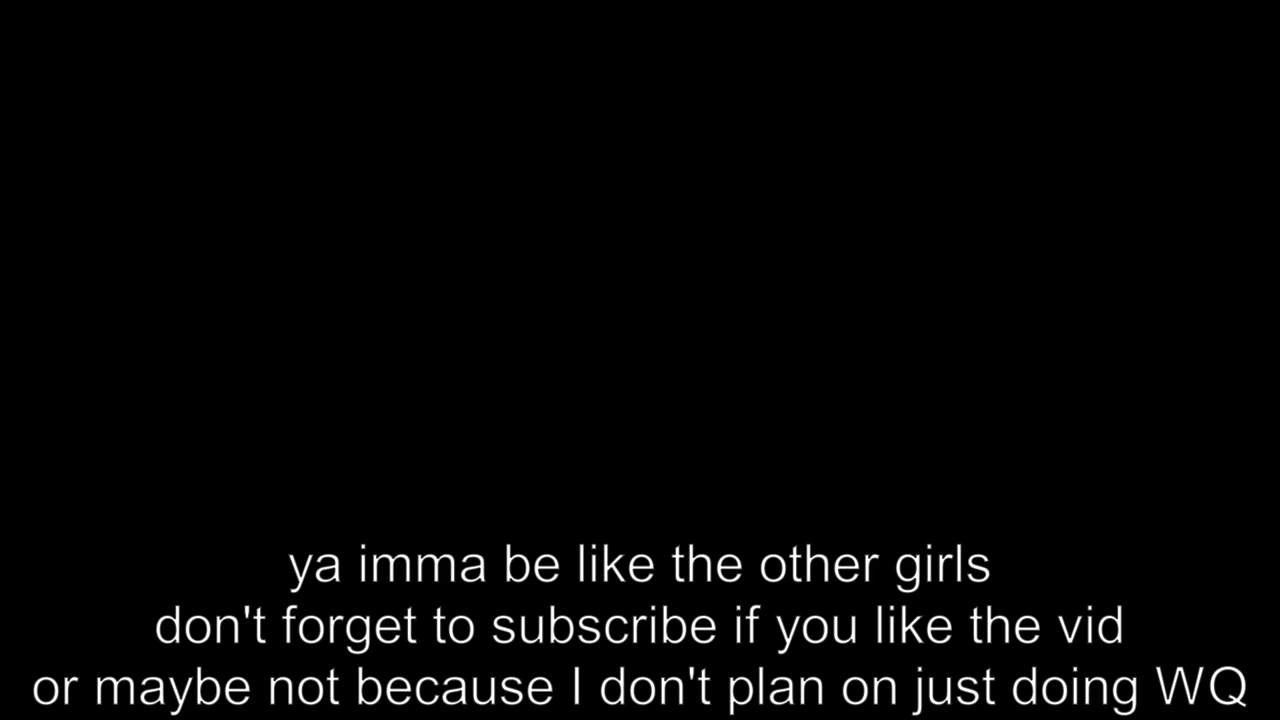 ya imma be like the other girls
don't forget to subscribe if you like the vid
or maybe not because I don't plan on just doing WQ